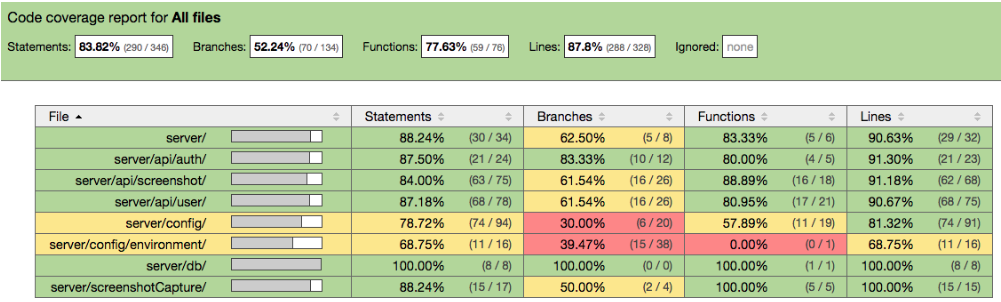 Code coverage report for All files
Statements: 83.82% (290 / 346) Branches: 52.24% (70 / 134) Functions: 77.63% (59 / 76) Lines: 87.8% (288 / 328) Ignored: none
File Statements Branches Functions Lines
server/ 88.24% (30 / 34) 62.50% (5 / 8) 83.33% (5 / 6) 90.63% (29 / 32)
server/api/auth/ 87.50% (21 / 24) 83.33% (10 / 12) 80.00% (4 / 5) 91.30% (21 / 23)
server/api/screenshot/ 84.00% (63 / 75) 61.54% (16 / 26) 88.89% (16 / 18) 91.18% (62 / 68)
server/api/user/ 87.18% (68 / 78) 61.54% (16 / 26) 80.95% (17 / 21) 90.67% (68 / 75)
server/config/ 78.72% (74 / 94) 30.00% (6 / 20) 57.89% (11 / 19) 81.32% (74 / 91)
server/config/environment/ 68.75% (11 / 16) 39.47% (15 / 38) 0.00% (0 / 1) 68.75% (11 / 16)
server/db/ 100.00% (8 / 8) 100.00% (0 / 0) 100.00% (1 / 1) 100.00% (8 / 8)
server/screenshotCapture/ 88.24% (15 / 17) 50.00% (2 / 4) 100.00% (5 / 5) 100.00% (15 / 15)